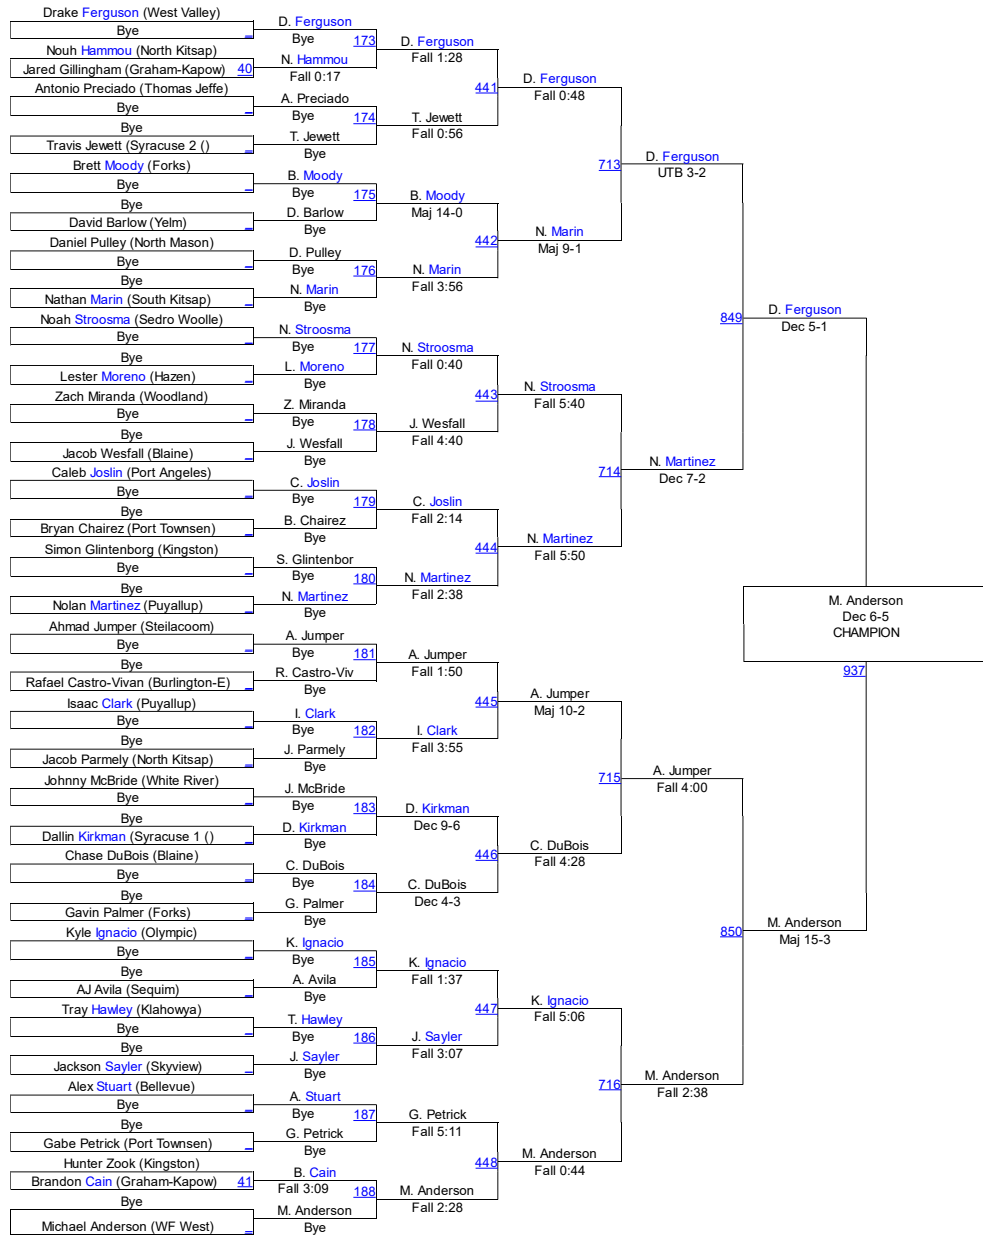 Drake Ferguson (West Valley)
Bye
Nouh Hammou (North Kitsap)
Jared Gillingham (Graham-Kapow) 40
Antonio Preciado (Thomas Jeffe)
Bye
Bye
Travis Jewett (Syracuse 2 ()
Brett Moody (Forks)
Bye
Bye
David Barlow (Yelm)
Daniel Pulley (North Mason)
Bye
Bye
Nathan Marin (South Kitsap)
Noah Stroosma (Sedro Woolle)
Bye
Bye
Lester Moreno (Hazen)
Zach Miranda (Woodland)
Bye
Bye
Jacob Wesfall (Blaine)
Caleb Joslin (Port Angeles)
Bye
Bye
Bryan Chairez (Port Townsen)
Simon Glintenborg (Kingston)
Bye
Bye
Nolan Martinez (Puyallup)
Ahmad Jumper (Steilacoom)
Bye
Bye
Rafael Castro-Vivan (Burlington-E)
Isaac Clark (Puyallup)
Bye
Bye
Jacob Parmely (North Kitsap)
Johnny McBride (White River)
Bye
Bye
Dallin Kirkman (Syracuse 1 ()
Chase DuBois (Blaine)
Bye
Bye
Gavin Palmer (Forks)
Kyle Ignacio (Olympic)
Bye
Bye
AJ Avila (Sequim)
Tray Hawley (Klahowya)
Bye
Bye
Jackson Sayler (Skyview)
Alex Stuart (Bellevue)
Bye
Bye
Gabe Petrick (Port Townsen)
Hunter Zook (Kingston)
Brandon Cain (Graham-Kapow) 41
Bye
Michael Anderson (WF West)
D. Ferguson
Bye 173
N. Hammou
Fall 0:17
A. Preciado
Bye 174
T. Jewett
Bye
B. Moody
Bye 175
D. Barlow
Bye
D. Pulley
Bye 176
N. Marin
Bye
N. Stroosma
Bye 177
L. Moreno
Bye
Z. Miranda
Bye 178
J. Wesfall
Bye
C. Joslin
Bye 179
B. Chairez
Bye
S. Glintenbor
Bye 180
N. Martinez
Bye
A. Jumper
Bye 181
R. Castro-Viv
Bye
I. Clark
Bye 182
J. Parmely
Bye
J. McBride
Bye 183
D. Kirkman
Bye
C. DuBois
Bye 184
G. Palmer
Bye
K. Ignacio
Bye 185
A. Avila
Bye
T. Hawley
Bye 186
J. Sayler
Bye
A. Stuart
Bye 187
G. Petrick
Bye
B. Cain
Fall 3:09 188
M. Anderson
Bye
D. Ferguson
Fall 1:28
441
T. Jewett
Fall 0:56
B. Moody
Maj 14-0
442
N. Marin
Fall 3:56
N. Stroosma
Fall 0:40
443
J. Wesfall
Fall 4:40
C. Joslin
Fall 2:14
444
N. Martinez
Fall 2:38
A. Jumper
Fall 1:50
445
I. Clark
Fall 3:55
D. Kirkman
Dec 9-6
446
C. DuBois
Dec 4-3
K. Ignacio
Fall 1:37
447
J. Sayler
Fall 3:07
G. Petrick
Fall 5:11
448
M. Anderson
Fall 2:28
D. Ferguson
Fall 0:48
713
N. Marin
Maj 9-1
N. Stroosma
Fall 5:40
714
N. Martinez
Fall 5:50
A. Jumper
Maj 10-2
715
C. DuBois
Fall 4:28
K. Ignacio
Fall 5:06
716
M. Anderson
Fall 0:44
D. Ferguson
UTB 3-2
849
N. Martinez
Dec 7-2
A. Jumper
Fall 4:00
850
M. Anderson
Fall 2:38
D. Ferguson
Dec 5-1
M. Anderson
Maj 15-3
M. Anderson
Dec 6-5
CHAMPION
937